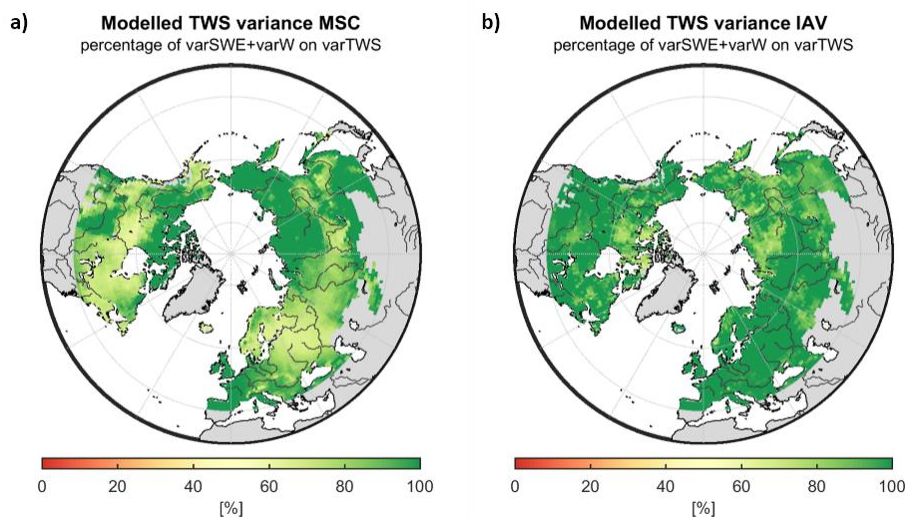 a)
Modelled TWS variance MSC
percentage of varSWE+varW on varTWS
0 20 40 60 80 100
[%]
b)
Modelled TWS variance IAV
percentage of varSWE+varW on varTWS
0 20 40 60 80 100
[%]